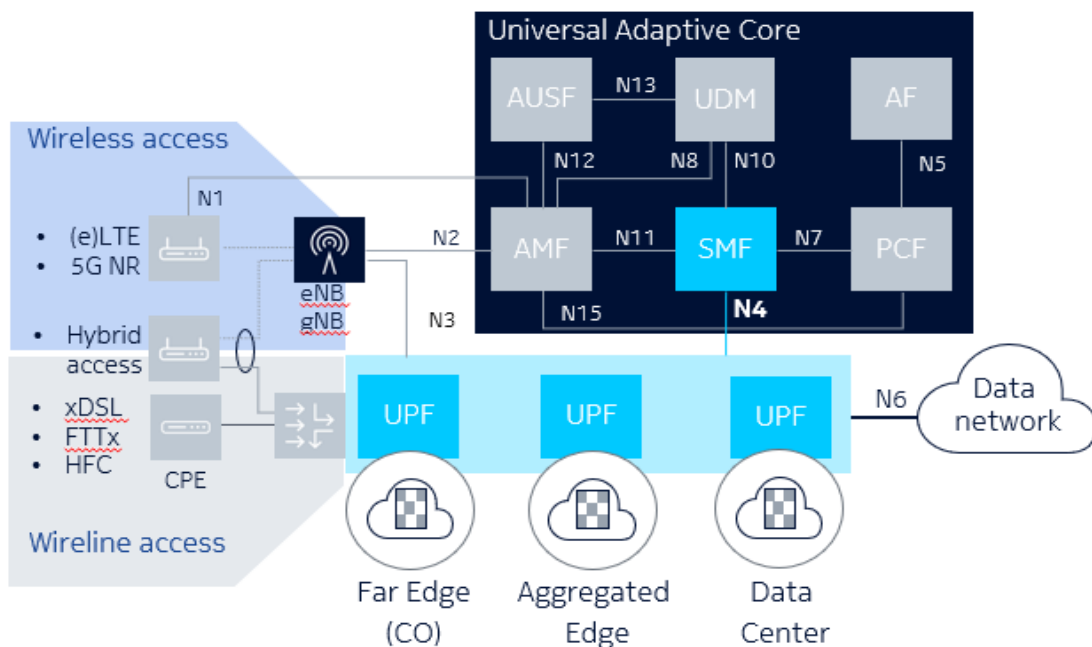 Universal Adaptive Core
AUSF
N13
UDM
AF
Wireless access
N12
N8
N10
N5
N1
• (e)LTE
• 5G NR
N2
AMF
N11
SMF
N7
PCF
eNB
gNB
N3
N15
N4
• Hybrid
access
• xDSL
• FTTx
• HFC
CPE
UPF
UPF
UPF
N6
Data
network
Wireline access
Far Edge
(CO)
Aggregated
Edge
Data
Center